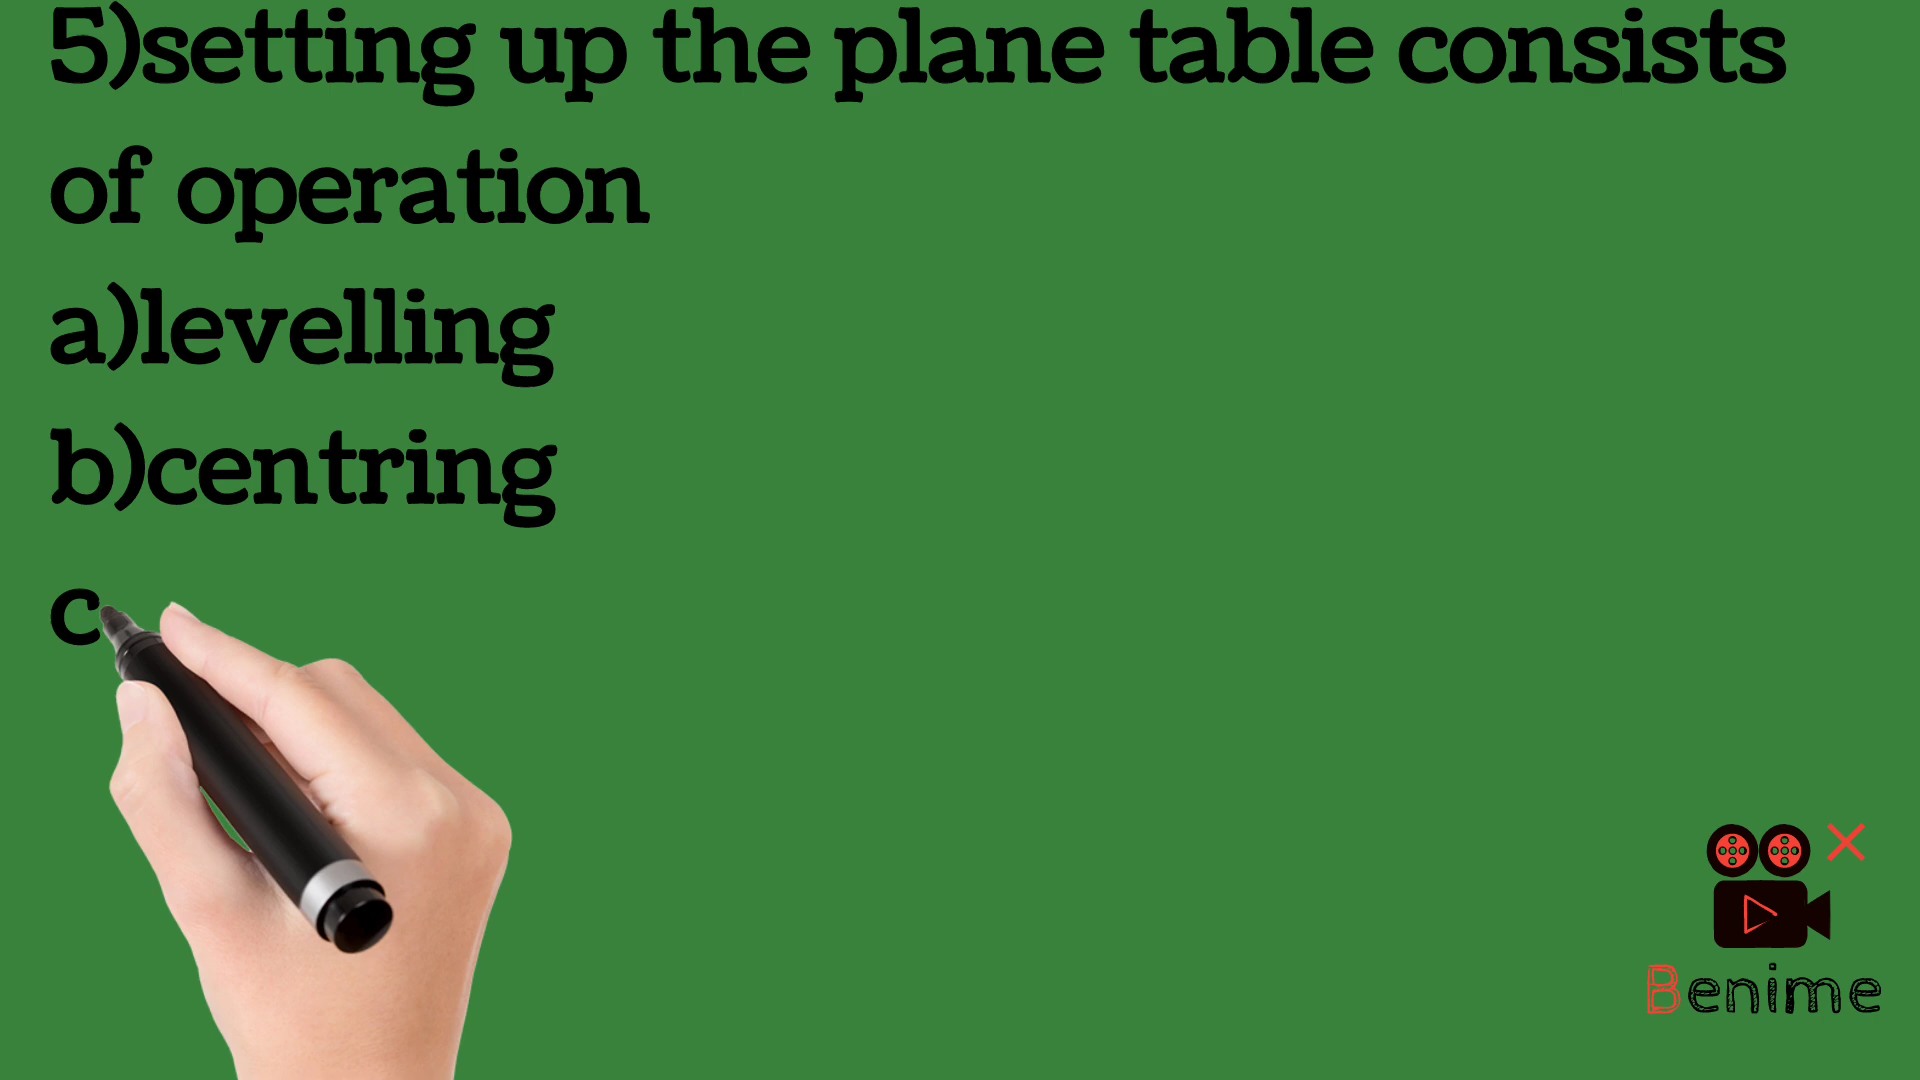 5)setting up the plane table consists
of operation
a)levelling
b)centring
c
Benime